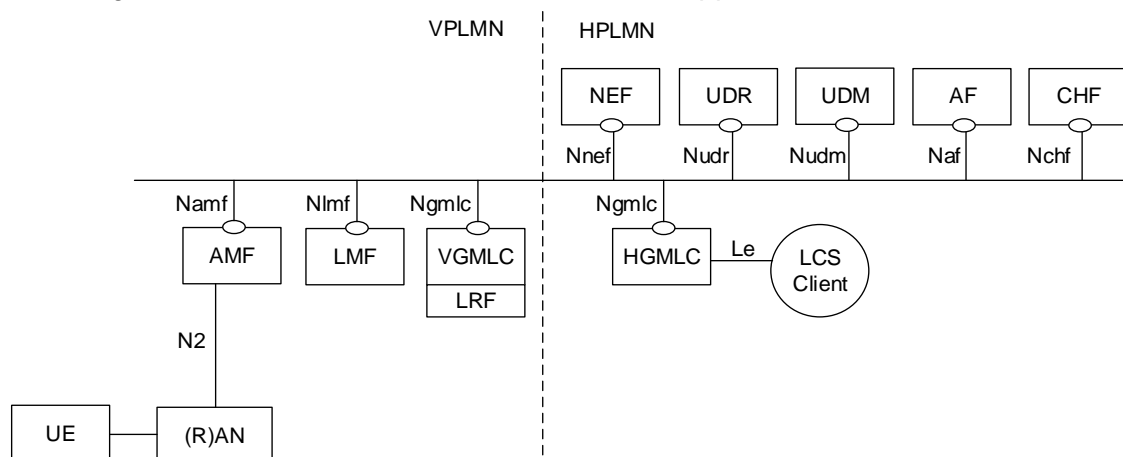 VPLMN
HPLMN
NEF
UDR
UDM
AF
CHF
Nnef
Nudr
Nudm
Naf
Nchf
Namf
Nlmf
Ngmlc
Ngmlc
AMF
LMF
VGMLC
LRF
HGMLC
Le
LCS
Client
N2
UE
(R)AN